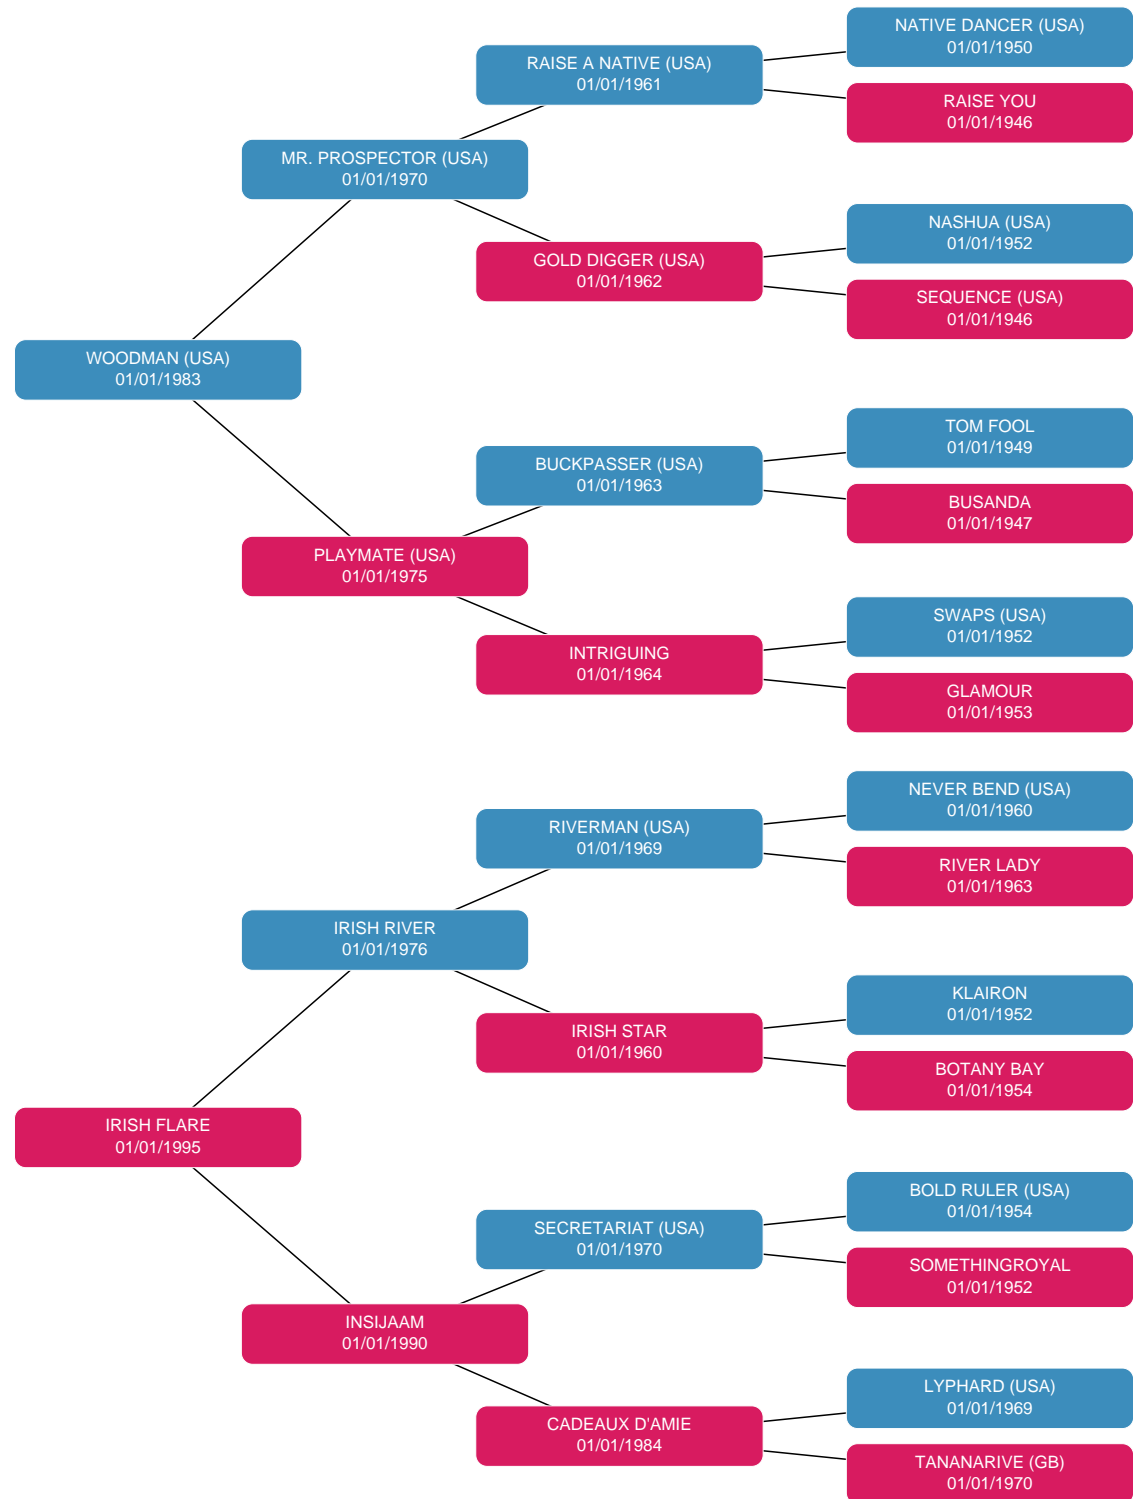 NATIVE DANCER (USA)
01/01/1950
RAISE A NATIVE (USA)
01/01/1961
RAISE YOU
01/01/1946
MR. PROSPECTOR (USA)
01/01/1970
NASHUA (USA)
01/01/1952
GOLD DIGGER (USA)
01/01/1962
SEQUENCE (USA)
01/01/1946
WOODMAN (USA)
01/01/1983
TOM FOOL
01/01/1949
BUCKPASSER (USA)
01/01/1963
BUSANDA
01/01/1947
PLAYMATE (USA)
01/01/1975
SWAPS (USA)
01/01/1952
INTRIGUING
01/01/1964
GLAMOUR
01/01/1953
NEVER BEND (USA)
01/01/1960
RIVERMAN (USA)
01/01/1969
RIVER LADY
01/01/1963
IRISH RIVER
01/01/1976
KLAIRON
01/01/1952
IRISH STAR
01/01/1960
BOTANY BAY
01/01/1954
IRISH FLARE
01/01/1995
BOLD RULER (USA)
01/01/1954
SECRETARIAT (USA)
01/01/1970
SOMETHINGROYAL
01/01/1952
INSIJAAM
01/01/1990
LYPHARD (USA)
01/01/1969
CADEAUX D'AMIE
01/01/1984
TANANARIVE (GB)
01/01/1970